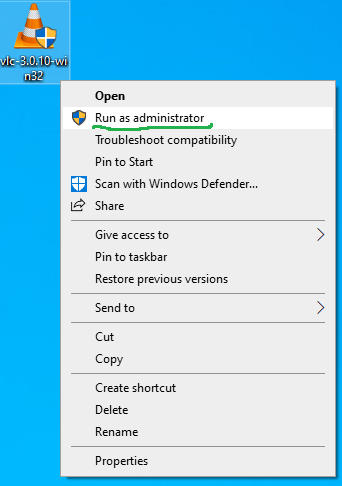 vlc-3.0.10-wi
n32
Open
Run as administrator
Troubleshoot compatibility
Pin to Start
Scan with Windows Defender...
Share
Give access to
Pin to taskbar
Restore previous versions
Send to
Cut
Copy
Create shortcut
Delete
Rename
Properties